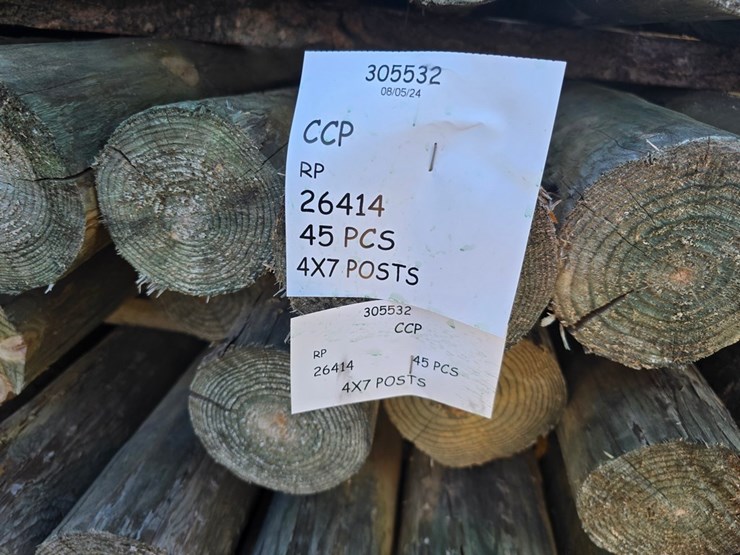 305532
08/05/24
CCP
RP
26414
45 PCS
4X7 POSTS
305532
CCP
RP
26414 45 PCS
4X7 POSTS